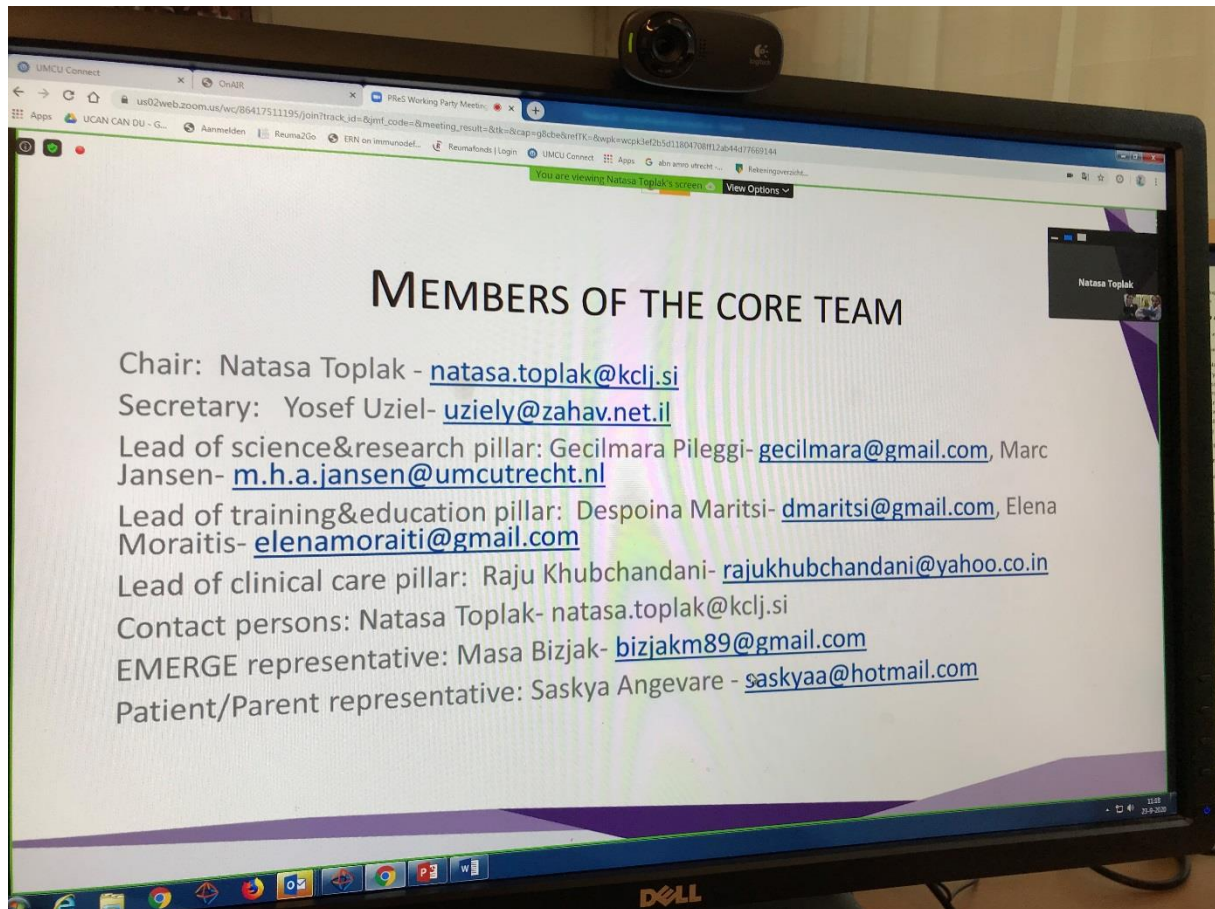 logitech
UMCU Connect
OnAIR
PReS Working Party Meeting
us02web.zoom.us/wc/86417511195/join?track_id=&jmf_code=&meeting_result=&tk=&cap=g8cbe&refTK=&wpk=wcpk3ef2b5d11804708ff12ab44d77669144
Apps UCAN CAN DU - G... Aanmelden Reuma2Go ERN on immunodef... Reumafonds | Login UMCU Connect Apps abn amro utrecht -... Rekeningoverzicht...
You are viewing Natasa Toplak's screen View Options
Natasa Toplak
MEMBERS OF THE CORE TEAM
Chair: Natasa Toplak - natasa.toplak@kclj.si
Secretary: Yosef Uziel- uziely@zahav.net.il
Lead of science&research pillar: Gecilmara Pileggi- gecilmara@gmail.com, Marc
Jansen- m.h.a.jansen@umcutrecht.nl
Lead of training&education pillar: Despoina Maritsi- dmaritsi@gmail.com, Elena
Moraitis- elenamoraiti@gmail.com
Lead of clinical care pillar: Raju Khubchandani- rajukhubchandani@yahoo.co.in
Contact persons: Natasa Toplak- natasa.toplak@kclj.si
EMERGE representative: Masa Bizjak- bizjakm89@gmail.com
Patient/Parent representative: Saskya Angevare - saskyaa@hotmail.com
11:18
23-9-2020
DELL